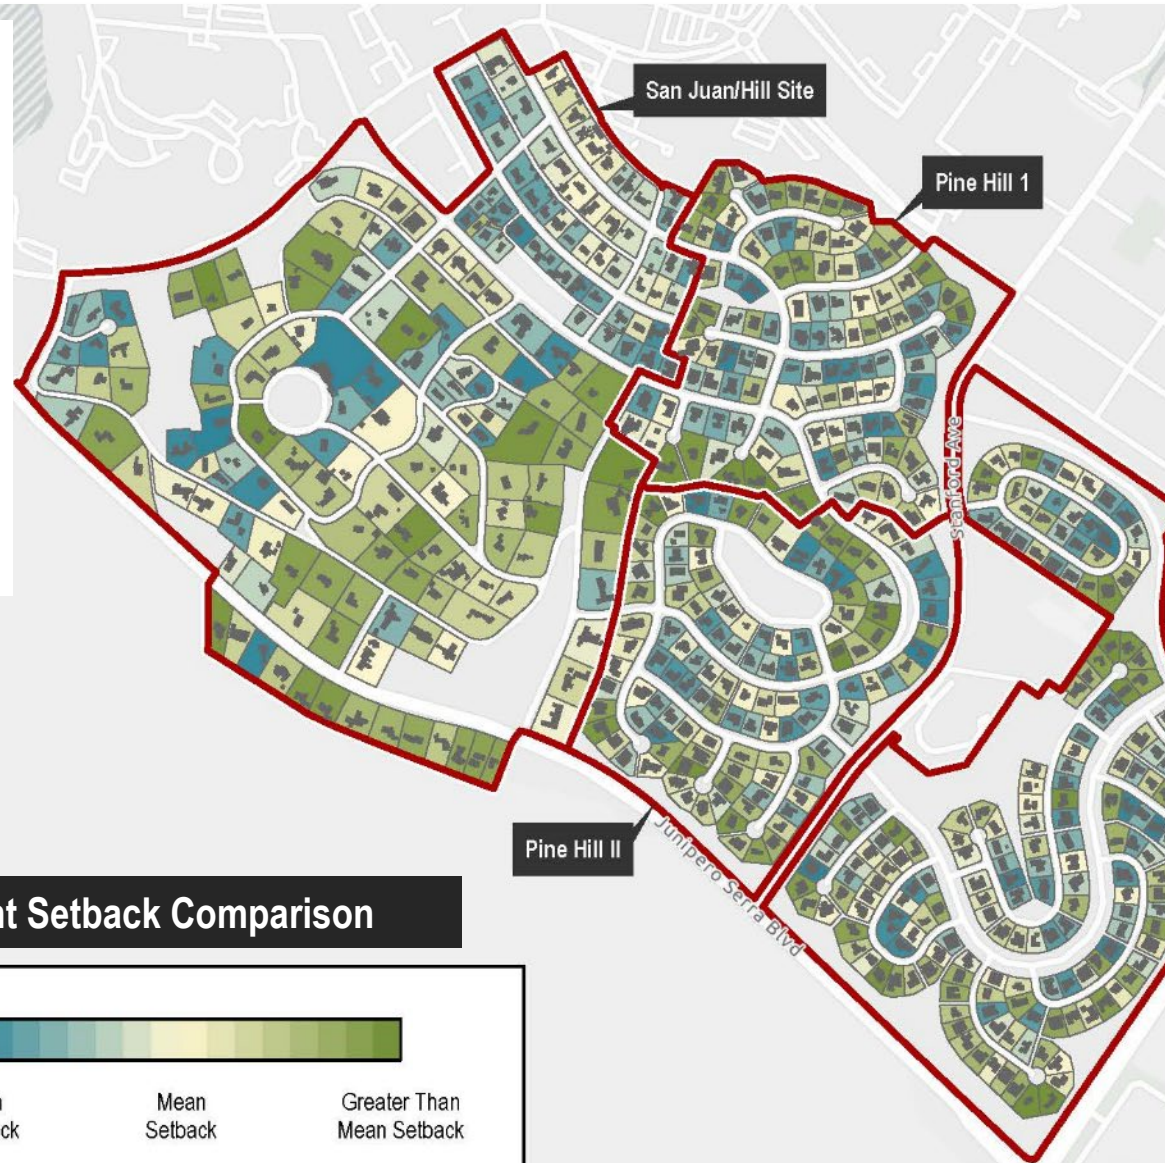 San Juan/Hill Site
Pine Hill 1
Stanford Ave
Pine Hill II
Junipero Serra Blvd
Setback Comparison
Mean
Setback
Greater Than
Mean Setback